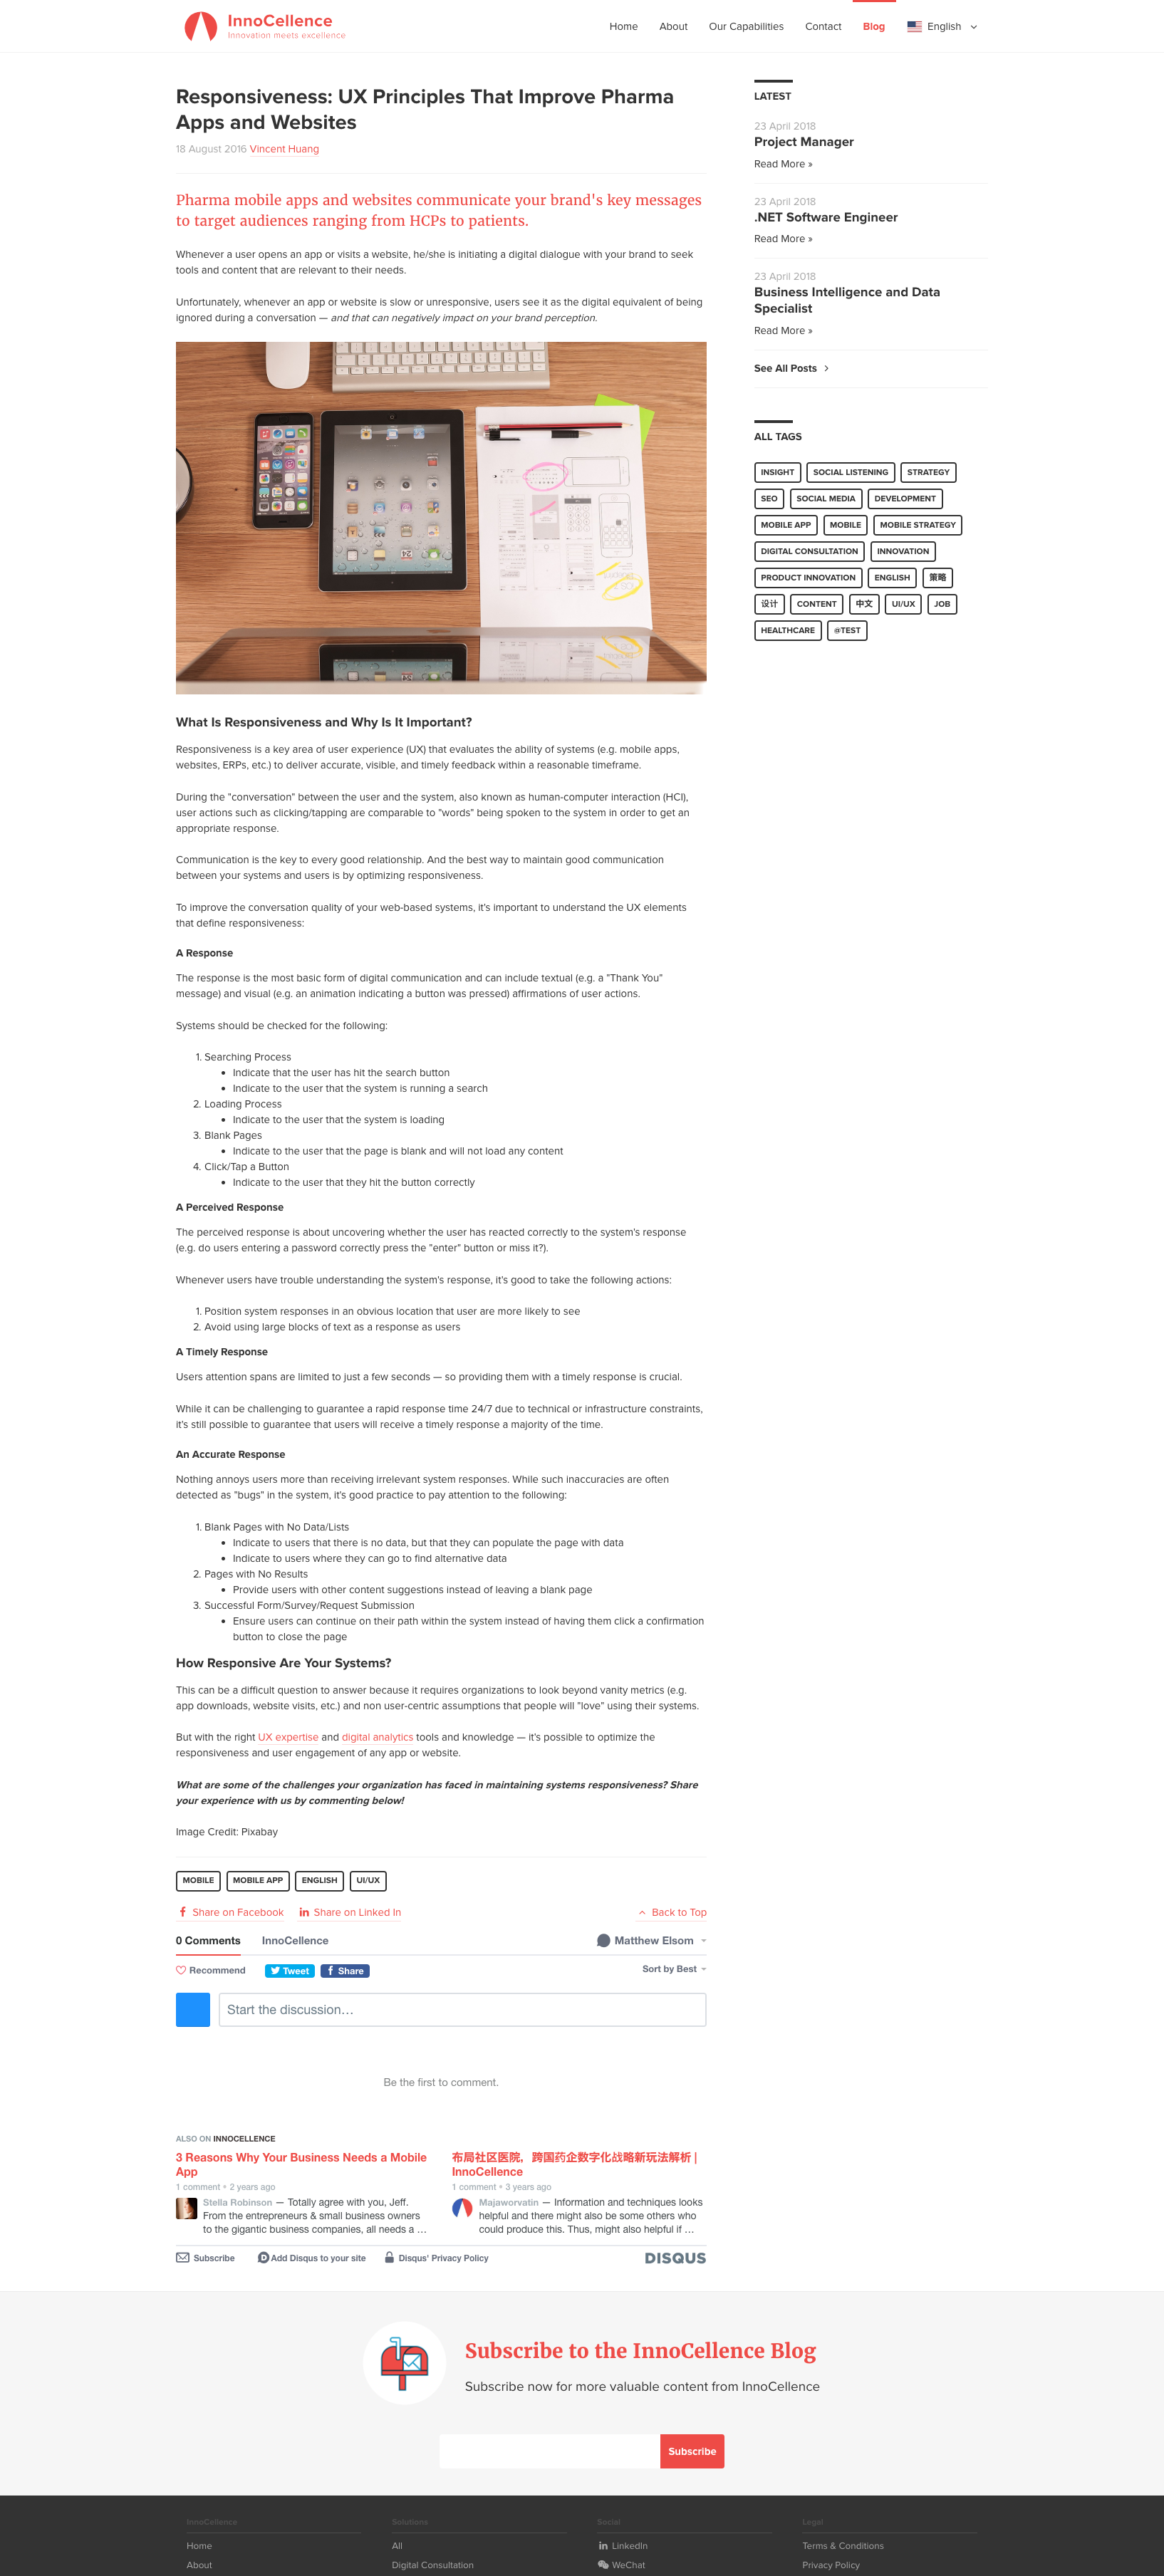 InnoCellence
Innovation meets excellence
Home
About
Our Capabilities
Contact
Blog
English
Responsiveness: UX Principles That Improve Pharma
Apps and Websites
18 August 2016 Vincent Huang
Pharma mobile apps and websites communicate your brand's key messages
to target audiences ranging from HCPs to patients.
Whenever a user opens an app or visits a website, he/she is initiating a digital dialogue with your brand to seek
tools and content that are relevant to their needs.
Unfortunately, whenever an app or website is slow or unresponsive, users see it as the digital equivalent of being
ignored during a conversation — and that can negatively impact on your brand perception.
What Is Responsiveness and Why Is It Important?
Responsiveness is a key area of user experience (UX) that evaluates the ability of systems (e.g. mobile apps,
websites, ERPs, etc.) to deliver accurate, visible, and timely feedback within a reasonable timeframe.
During the "conversation" between the user and the system, also known as human-computer interaction (HCI),
user actions such as clicking/tapping are comparable to "words" being spoken to the system in order to get an
appropriate response.
Communication is the key to every good relationship. And the best way to maintain good communication
between your systems and users is by optimizing responsiveness.
To improve the conversation quality of your web-based systems, it's important to understand the UX elements
that define responsiveness:
A Response
The response is the most basic form of digital communication and can include textual (e.g. a "Thank You"
message) and visual (e.g. an animation indicating a button was pressed) affirmations of user actions.
Systems should be checked for the following:
1. Searching Process
• Indicate that the user has hit the search button
• Indicate to the user that the system is running a search
2. Loading Process
• Indicate to the user that the system is loading
3. Blank Pages
• Indicate to the user that the page is blank and will not load any content
4. Click/Tap a Button
• Indicate to the user that they hit the button correctly
A Perceived Response
The perceived response is about uncovering whether the user has reacted correctly to the system's response
(e.g. do users entering a password correctly press the "enter" button or miss it?).
Whenever users have trouble understanding the system's response, it's good to take the following actions:
1. Position system responses in an obvious location that user are more likely to see
2. Avoid using large blocks of text as a response as users
A Timely Response
Users attention spans are limited to just a few seconds — so providing them with a timely response is crucial.
While it can be challenging to guarantee a rapid response time 24/7 due to technical or infrastructure constraints,
it's still possible to guarantee that users will receive a timely response a majority of the time.
An Accurate Response
Nothing annoys users more than receiving irrelevant system responses. While such inaccuracies are often
detected as "bugs" in the system, it's good practice to pay attention to the following:
1. Blank Pages with No Data/Lists
• Indicate to users that there is no data, but that they can populate the page with data
• Indicate to users where they can go to find alternative data
2. Pages with No Results
• Provide users with other content suggestions instead of leaving a blank page
3. Successful Form/Survey/Request Submission
• Ensure users can continue on their path within the system instead of having them click a confirmation
button to close the page
How Responsive Are Your Systems?
This can be a difficult question to answer because it requires organizations to look beyond vanity metrics (e.g.
app downloads, website visits, etc.) and non user-centric assumptions that people will "love" using their systems.
But with the right UX expertise and digital analytics tools and knowledge — it's possible to optimize the
responsiveness and user engagement of any app or website.
What are some of the challenges your organization has faced in maintaining systems responsiveness? Share
your experience with us by commenting below!
Image Credit: Pixabay
MOBILE
MOBILE APP
ENGLISH
UI/UX
Share on Facebook
Share on Linked In
Back to Top
0 Comments
InnoCellence
Matthew Elsom
Recommend
Tweet
Share
Sort by Best
Start the discussion…
Be the first to comment.
ALSO ON INNOCELLENCE
3 Reasons Why Your Business Needs a Mobile
App
1 comment • 2 years ago
Stella Robinson — Totally agree with you, Jeff.
From the entrepreneurs & small business owners
to the gigantic business companies, all needs a …
布局社区医院，跨国药企数字化战略新玩法解析 |
InnoCellence
1 comment • 3 years ago
Majaworvatin — Information and techniques looks
helpful and there might also be some others who
could produce this. Thus, might also helpful if …
Subscribe
Add Disqus to your site
Disqus' Privacy Policy
DISQUS
LATEST
23 April 2018
Project Manager
Read More »
23 April 2018
.NET Software Engineer
Read More »
23 April 2018
Business Intelligence and Data
Specialist
Read More »
See All Posts
ALL TAGS
INSIGHT
SOCIAL LISTENING
STRATEGY
SEO
SOCIAL MEDIA
DEVELOPMENT
MOBILE APP
MOBILE
MOBILE STRATEGY
DIGITAL CONSULTATION
INNOVATION
PRODUCT INNOVATION
ENGLISH
策略
设计
CONTENT
中文
UI/UX
JOB
HEALTHCARE
@TEST
Subscribe to the InnoCellence Blog
Subscribe now for more valuable content from InnoCellence
Subscribe
InnoCellence
Home
About
Solutions
All
Digital Consultation
Social
LinkedIn
WeChat
Legal
Terms & Conditions
Privacy Policy